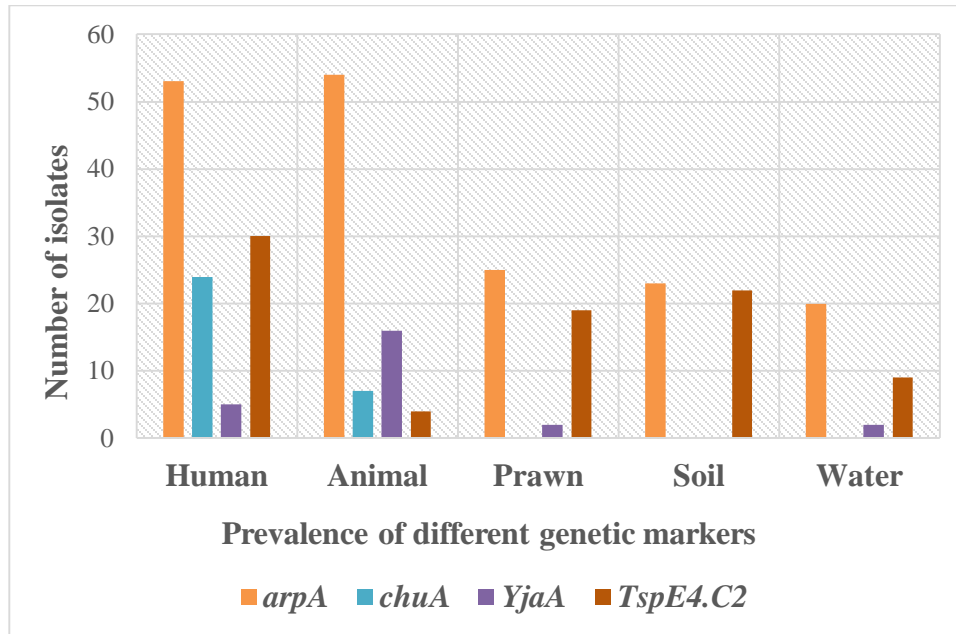 60
50
40
30
20
10
0
Number of isolates
Human Animal Prawn Soil Water
Prevalence of different genetic markers
arpA chuA YjaA TspE4.C2